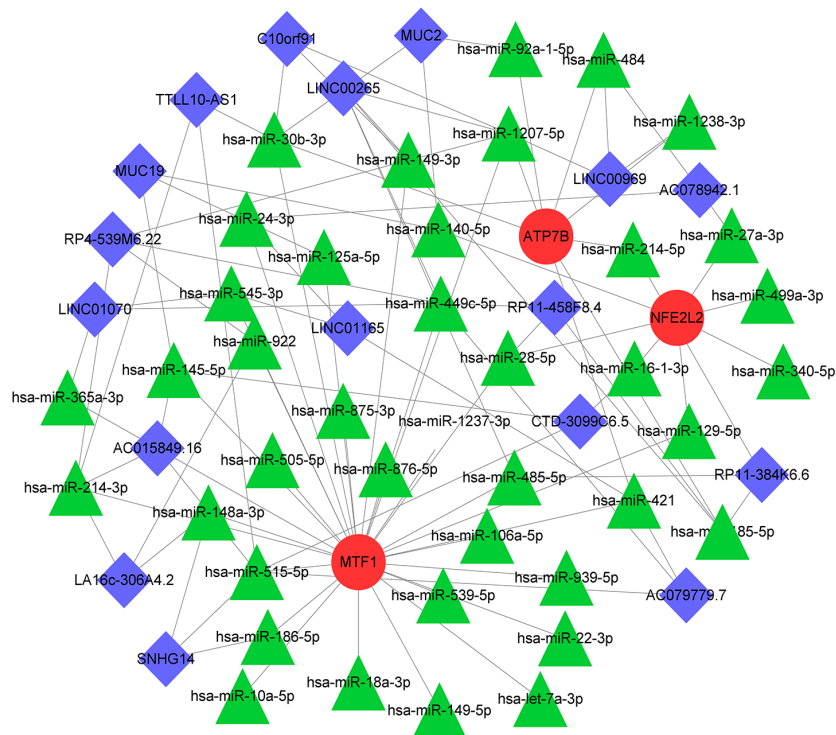 C10orf91
MUC2
hsa-miR-92a-1-5p
hsa-miR-484
LINC00265
TTLL10-AS1
hsa-miR-1238-3p
hsa-miR-30b-3p
hsa-miR-1207-5p
hsa-miR-149-3p
MUC19
LINC00969
AC078942.1
hsa-miR-24-3p
hsa-miR-140-5p
ATP7B
hsa-miR-27a-3p
RP4-539M6.22
hsa-miR-125a-5p
hsa-miR-214-5p
hsa-miR-545-3p
hsa-miR-499a-3p
LINC01070
hsa-miR-449c-5p
RP11-458F8.4
NFE2L2
LINC01165
hsa-miR-922
hsa-miR-28-5p
hsa-miR-145-5p
hsa-miR-16-1-3p
hsa-miR-340-5p
hsa-miR-365a-3p
hsa-miR-875-3p
hsa-miR-1237-3p
CTD-3099C6.5
hsa-miR-129-5p
AC015849.16
hsa-miR-505-5p
hsa-miR-876-5p
hsa-miR-485-5p
RP11-384K6.6
hsa-miR-214-3p
hsa-miR-421
hsa-miR-148a-3p
hsa-miR-106a-5p
185-5p
MTF1
LA16c-306A4.2
hsa-miR-515-5p
hsa-miR-939-5p
hsa-miR-539-5p
AC079779.7
hsa-miR-186-5p
hsa-miR-22-3p
SNHG14
hsa-miR-18a-3p
hsa-let-7a-3p
hsa-miR-10a-5p
hsa-miR-149-5p